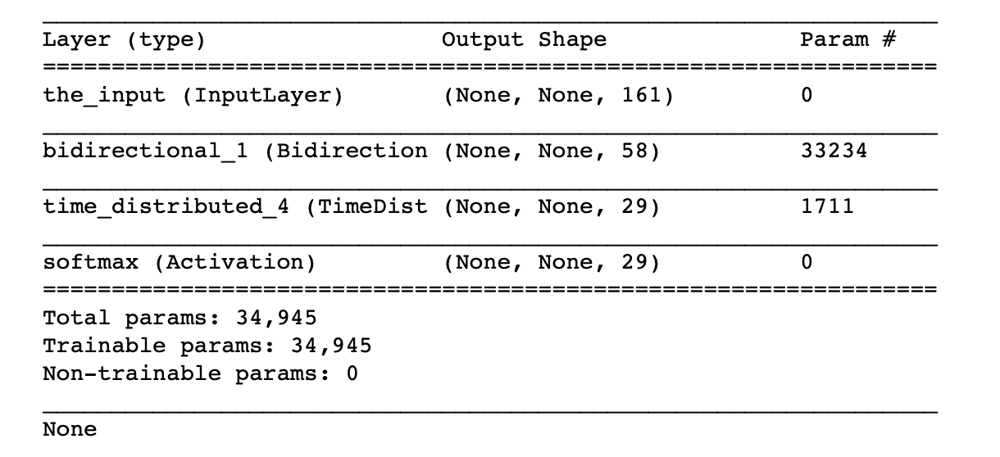 _________________________________________________________________
Layer (type)                 Output Shape              Param #
=================================================================
the_input (InputLayer)       (None, None, 161)         0
_________________________________________________________________
bidirectional_1 (Bidirection (None, None, 58)          33234
_________________________________________________________________
time_distributed_4 (TimeDist (None, None, 29)          1711
_________________________________________________________________
softmax (Activation)         (None, None, 29)          0
=================================================================
Total params: 34,945
Trainable params: 34,945
Non-trainable params: 0
_________________________________________________________________
None